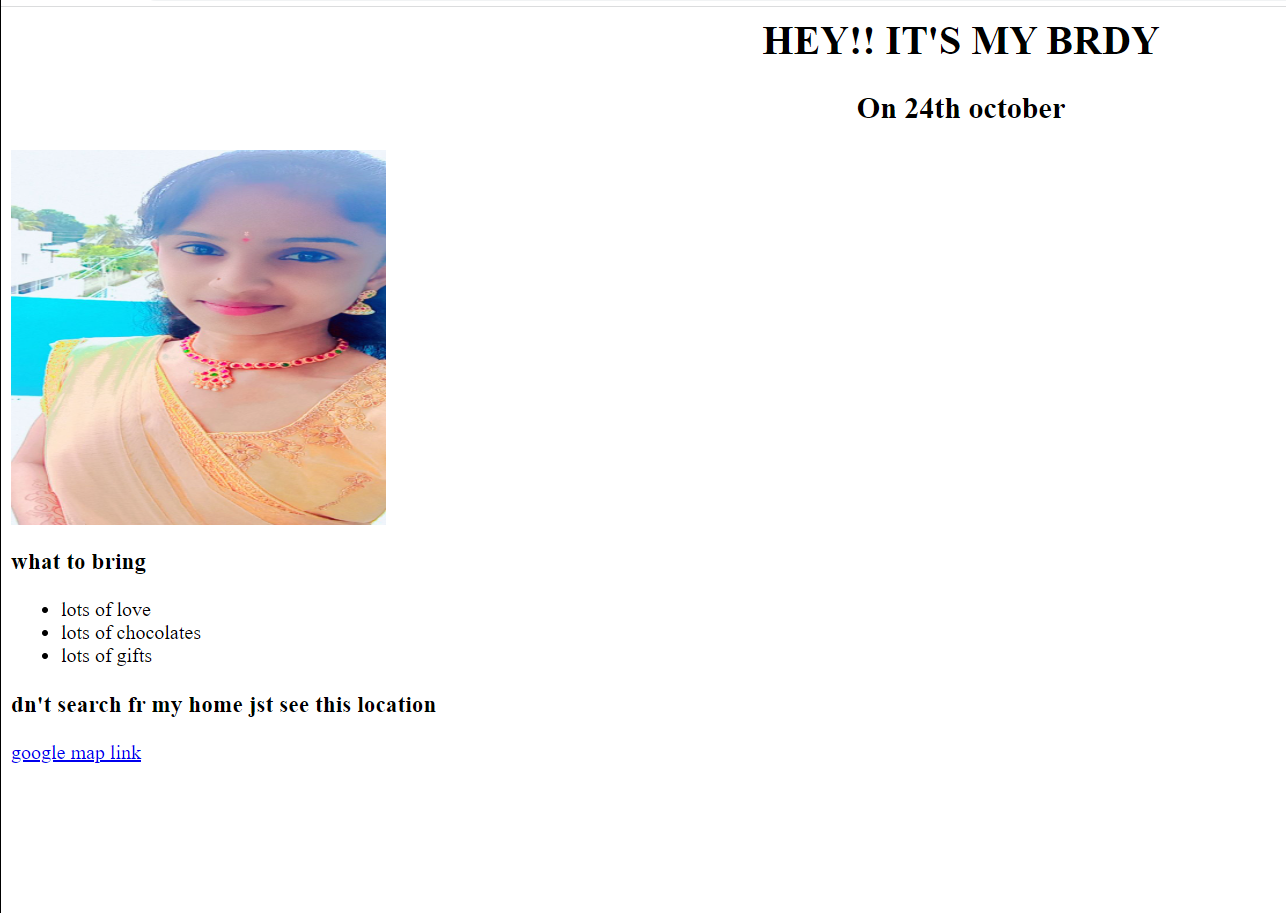 HEY!! IT'S MY BRDY
On 24th october
what to bring
lots of love
lots of chocolates
lots of gifts
dn't search fr my home jst see this location
google map link